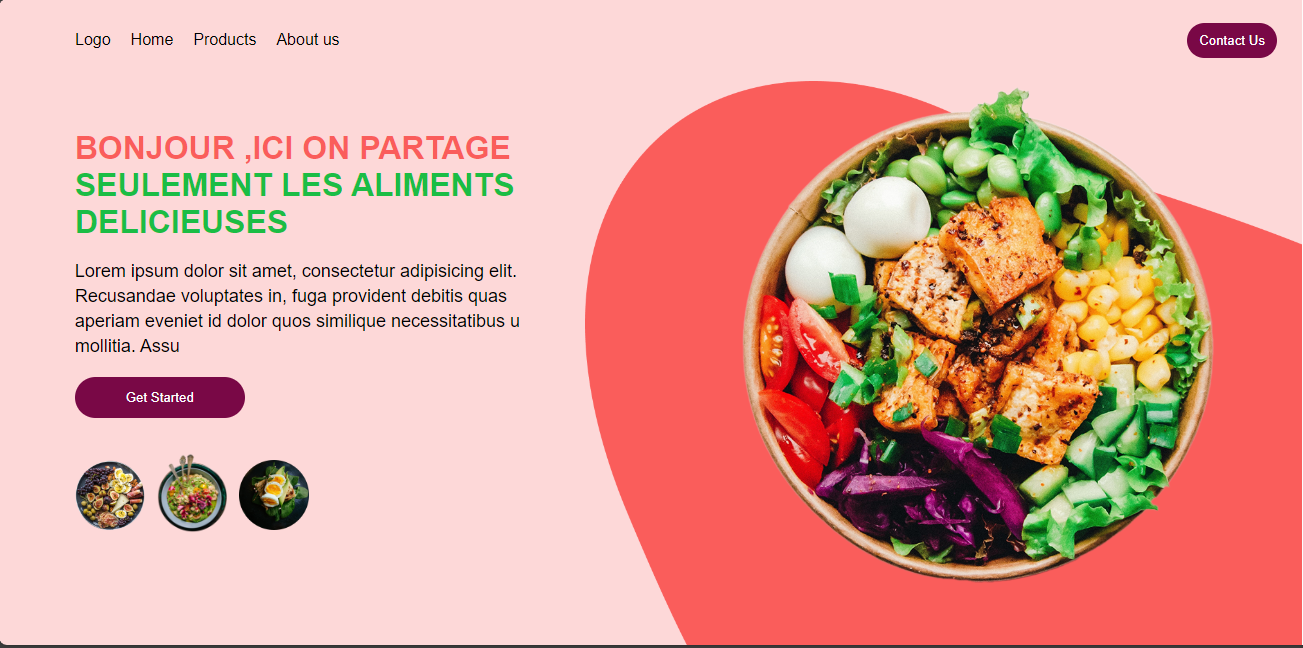 Logo Home Products About us
Contact Us
BONJOUR ,ICI ON PARTAGE
SEULEMENT LES ALIMENTS
DELICIEUSES
Lorem ipsum dolor sit amet, consectetur adipisicing elit.
Recusandae voluptates in, fuga provident debitis quas
aperiam eveniet id dolor quos similique necessitatibus u
mollitia. Assu
Get Started